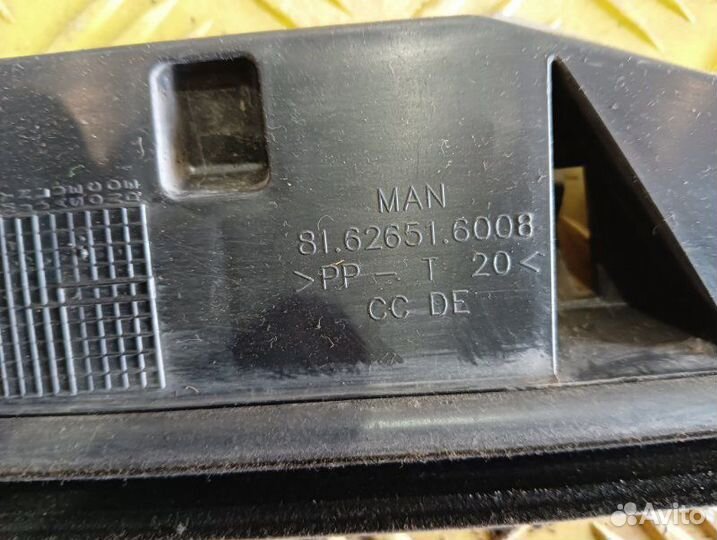 MAN
81.62651.6008
>PP - T 20<
CC DE
Avito